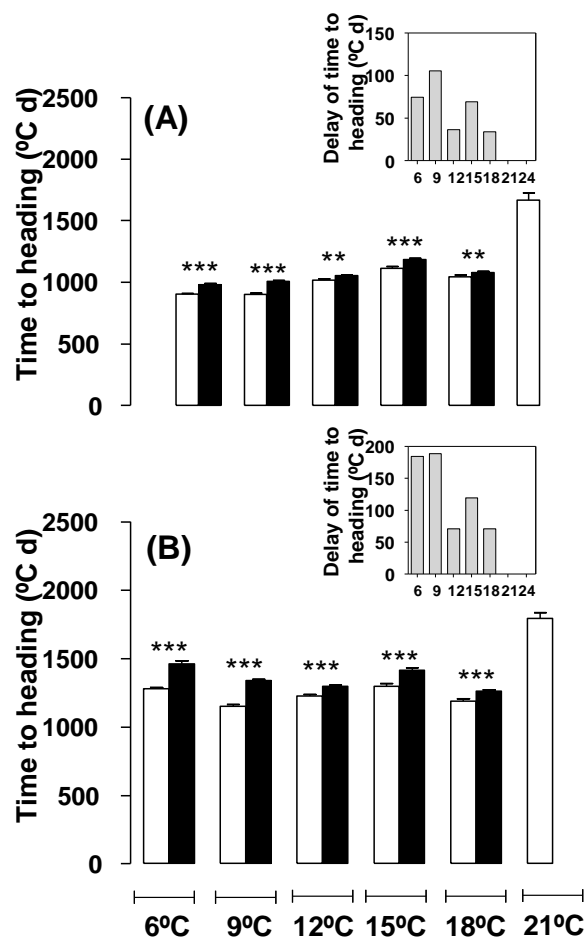 Delay of time to
heading (ºC d)
150
100
50
0
6 9 12 15 18 21 24
(A)
Time to heading (ºC d)
2500
2000
1500
1000
500
0
*** *** ** *** **
Delay of time to
heading (ºC d)
200
150
100
50
0
6 9 12 15 18 21 24
(B)
Time to heading (ºC d)
2500
2000
1500
1000
500
0
*** *** *** *** ***
6ºC 9ºC 12ºC 15ºC 18ºC 21ºC